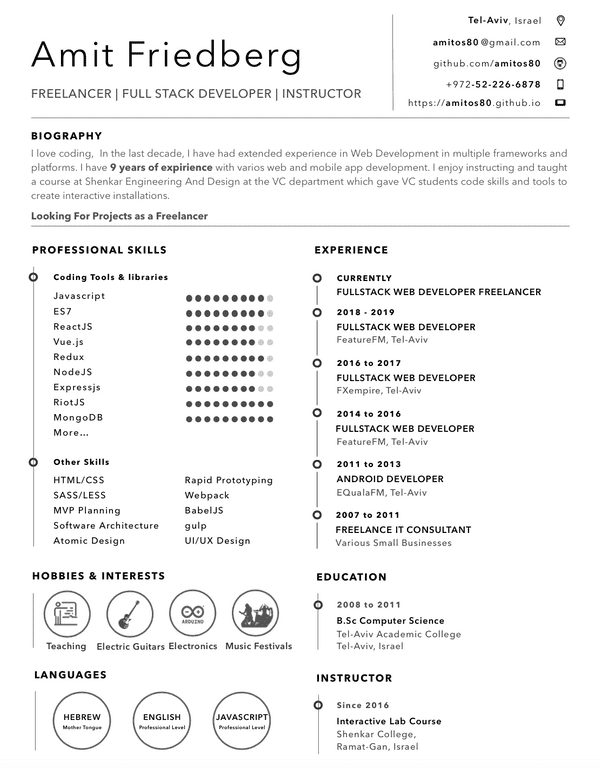 Amit Friedberg
FREELANCER | FULL STACK DEVELOPER | INSTRUCTOR
Tel-Aviv, Israel
amitos80@gmail.com
github.com/amitos80
+972-52-226-6878
https://amitos80.github.io
BIOGRAPHY
I love coding, In the last decade, I have had extended experience in Web Development in multiple frameworks and
platforms. I have 9 years of expirience with varios web and mobile app development. I enjoy instructing and taught
a course at Shenkar Engineering And Design at the VC department which gave VC students code skills and tools to
create interactive installations.
Looking For Projects as a Freelancer
PROFESSIONAL SKILLS
Coding Tools & libraries
Javascript
ES7
ReactJS
Vue.js
Redux
NodeJS
Expressjs
RiotJS
MongoDB
More...
Other Skills
HTML/CSS Rapid Prototyping
SASS/LESS Webpack
MVP Planning BabelJS
Software Architecture gulp
Atomic Design UI/UX Design
HOBBIES & INTERESTS
ARDUINO
Teaching Electric Guitars Electronics Music Festivals
LANGUAGES
HEBREW ENGLISH JAVASCRIPT
Mother Tongue Professional Level Professional Level
EXPERIENCE
CURRENTLY
FULLSTACK WEB DEVELOPER FREELANCER
2018 - 2019
FULLSTACK WEB DEVELOPER
FeatureFM, Tel-Aviv
2016 to 2017
FULLSTACK WEB DEVELOPER
FXempire, Tel-Aviv
2014 to 2016
FULLSTACK WEB DEVELOPER
FeatureFM, Tel-Aviv
2011 to 2013
ANDROID DEVELOPER
EQualaFM, Tel-Aviv
2007 to 2011
FREELANCE IT CONSULTANT
Various Small Businesses
EDUCATION
2008 to 2011
B.Sc Computer Science
Tel-Aviv Academic College
Tel-Aviv, Israel
INSTRUCTOR
Since 2016
Interactive Lab Course
Shenkar College,
Ramat-Gan, Israel